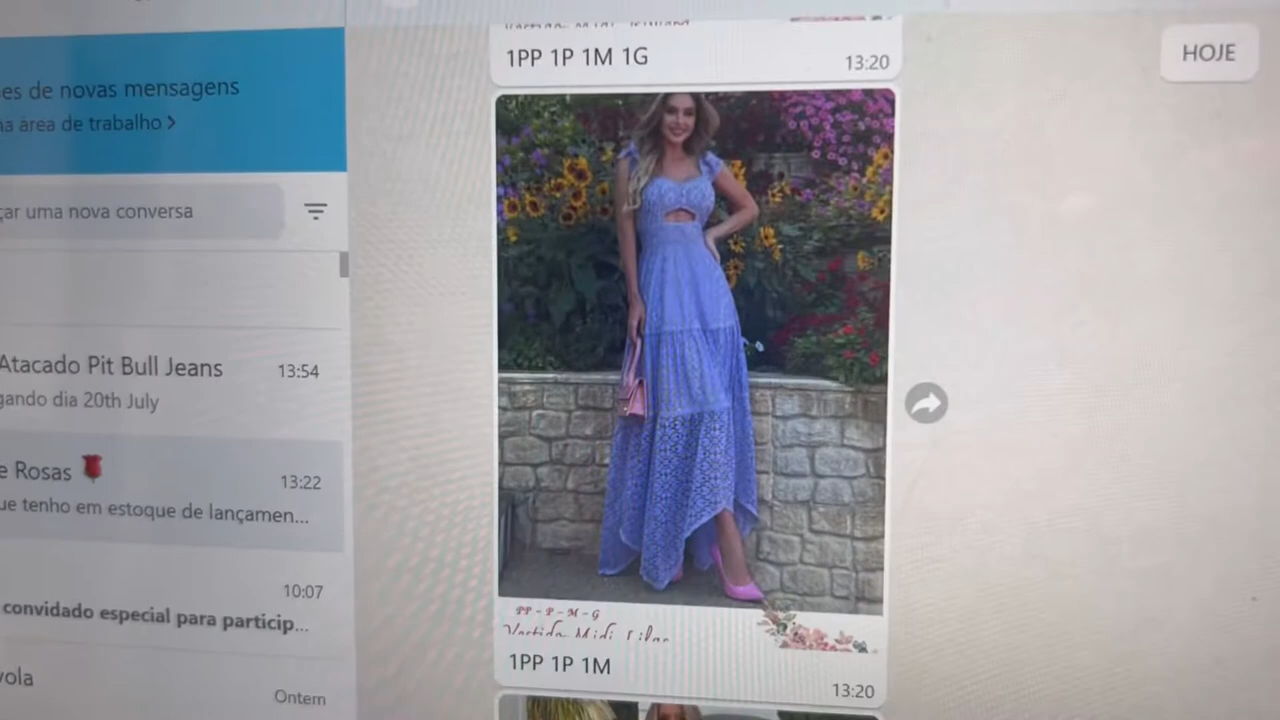 es de novas mensagens
na área de trabalho
çar uma nova conversa
Atacado Pit Bull Jeans 13:54
gando dia 20th July
e Rosas 13:22
ue tenho em estoque de lançamen...
10:07
convidado especial para particip...
vola
Ontem
1PP 1P 1M 1G
13:20
PP - P - M - G
Vestido Midi
1PP 1P 1M
13:20
HOJE